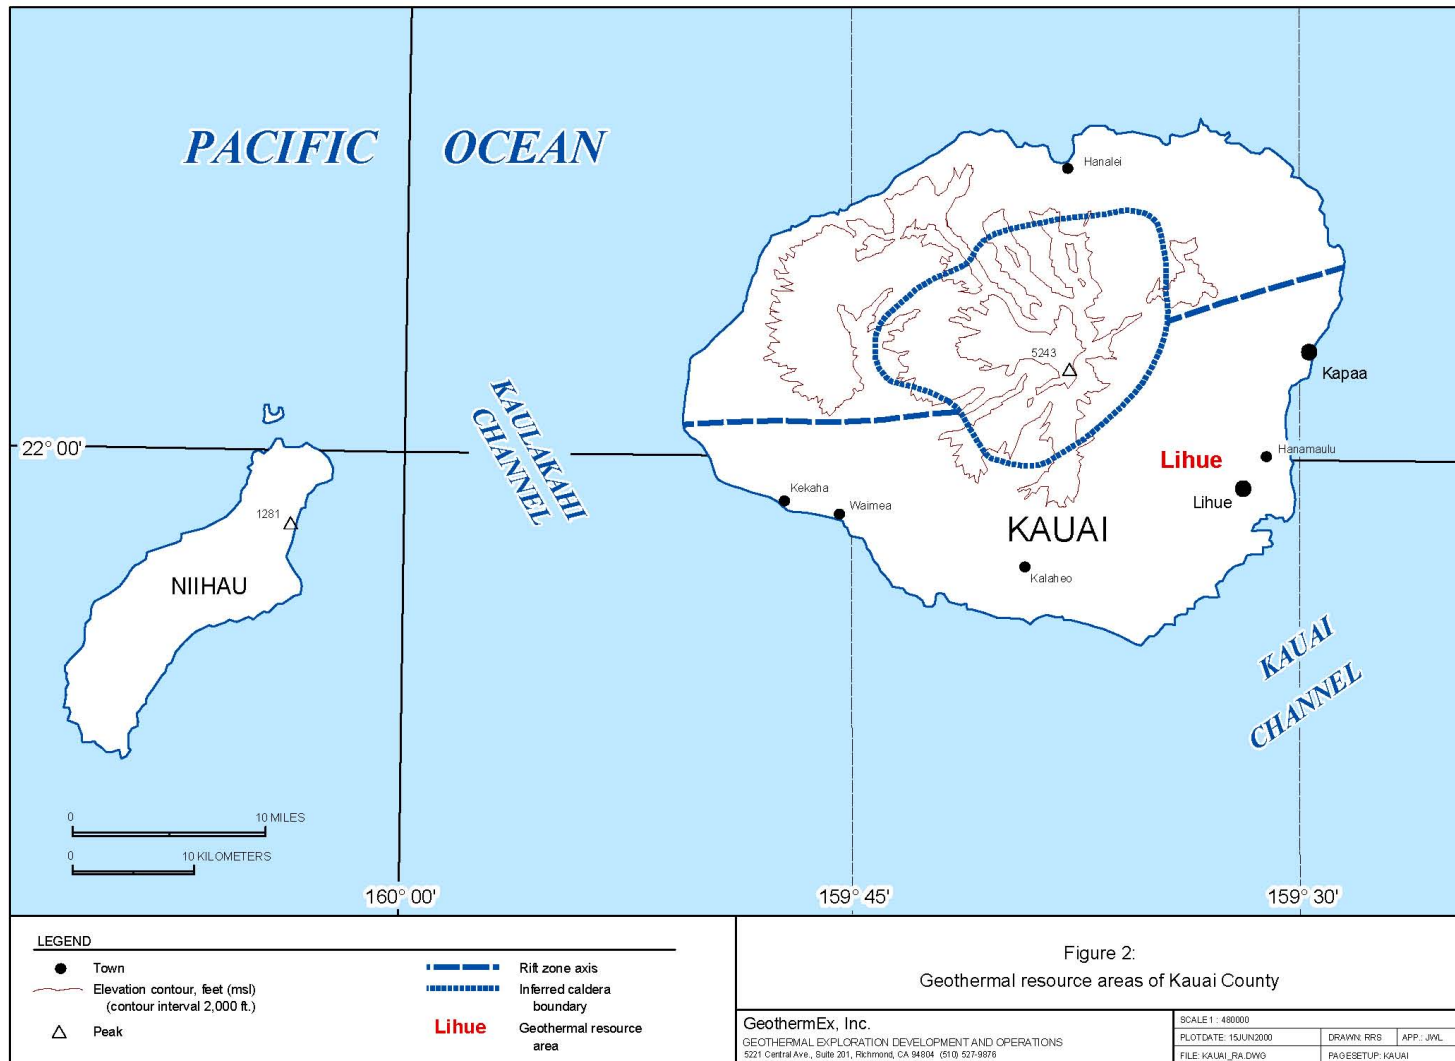 PACIFIC OCEAN
Hanalei
5243
Kapaa
KAULAKAHI
CHANNEL
22° 00'
Lihue
Hanamaulu
Kekaha
Waimea
Lihue
1281
KAUAI
Kalaheo
NIIHAU
KAUAI
CHANNEL
0 10 MILES
0 10 KILOMETERS
160° 00'
159° 45'
159° 30'
LEGEND
Town
Elevation contour, feet (msl)
(contour interval 2,000 ft.)
Peak
Rift zone axis
Inferred caldera
boundary
Lihue Geothermal resource
area
Figure 2:
Geothermal resource areas of Kauai County
GeothermEx, Inc.
GEOTHERMAL EXPLORATION DEVELOPMENT AND OPERATIONS
5221 Central Ave., Suite 201, Richmond, CA 94804 (510) 527-9876
SCALE 1 : 480000
PLOTDATE: 15JUN2000 DRAWN: RRS APP.: JWL
FILE: KAUAI_RA.DWG PAGESETUP: KAUAI